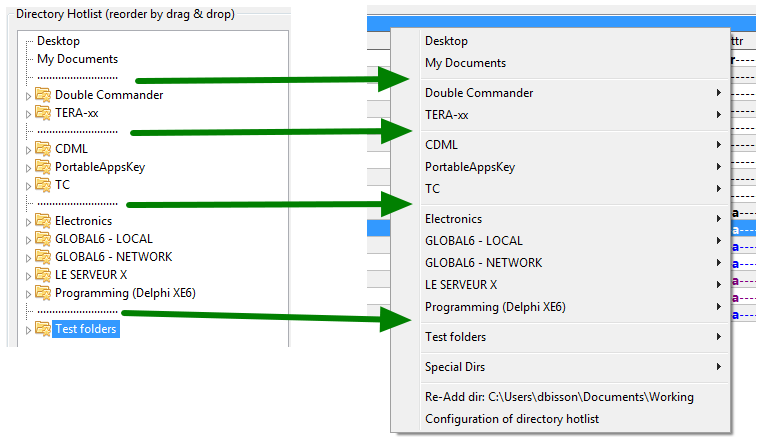 Directory Hotlist (reorder by drag & drop)
Desktop
My Documents
Double Commander
TERA-xx
CDML
PortableAppsKey
TC
Electronics
GLOBAL6 - LOCAL
GLOBAL6 - NETWORK
LE SERVEUR X
Programming (Delphi XE6)
Test folders
Desktop
My Documents
Double Commander
TERA-xx
CDML
PortableAppsKey
TC
Electronics
GLOBAL6 - LOCAL
GLOBAL6 - NETWORK
LE SERVEUR X
Programming (Delphi XE6)
Test folders
Special Dirs
Re-Add dir: C:\Users\dbisson\Documents\Working
Configuration of directory hotlist
ttr
r----
a----
a----
a----
a----
a----
a----
a----